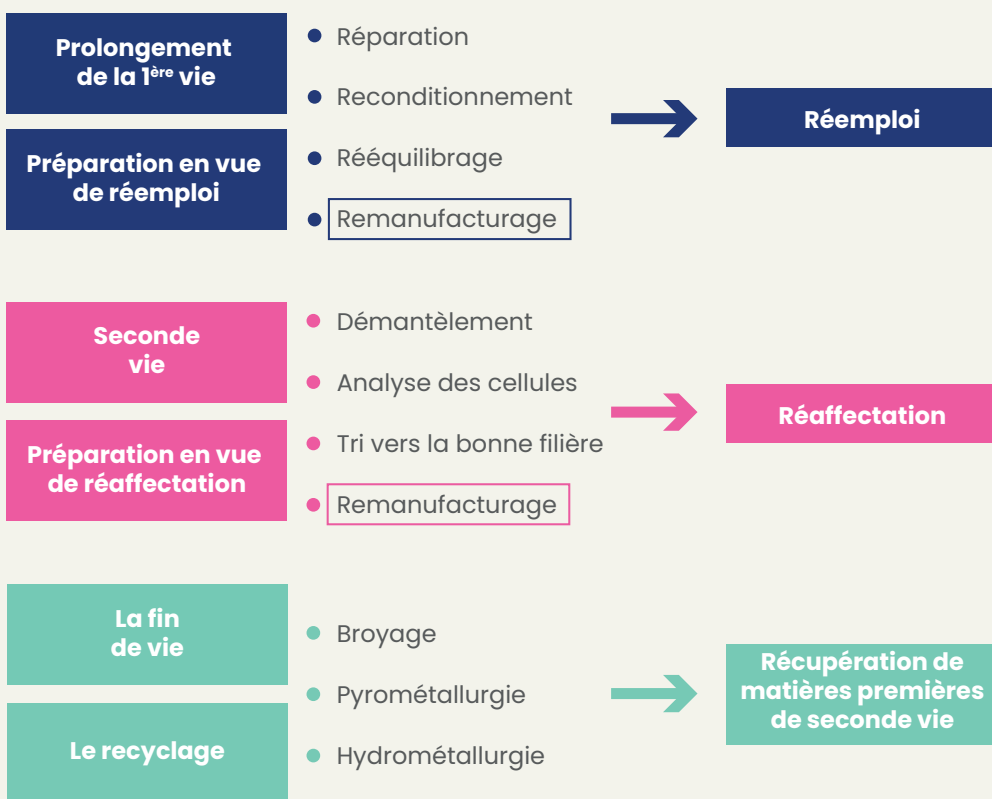 Prolongement
de la 1ère vie
Préparation en vue
de réemploi
Réparation
Reconditionnement
Rééquilibrage
Remanufacturage
Réemploi
Seconde
vie
Préparation en vue
de réaffectation
Démantèlement
Analyse des cellules
Tri vers la bonne filière
Remanufacturage
Réaffectation
La fin
de vie
Le recyclage
Broyage
Pyrométallurgie
Hydrométallurgie
Récupération de
matières premières
de seconde vie